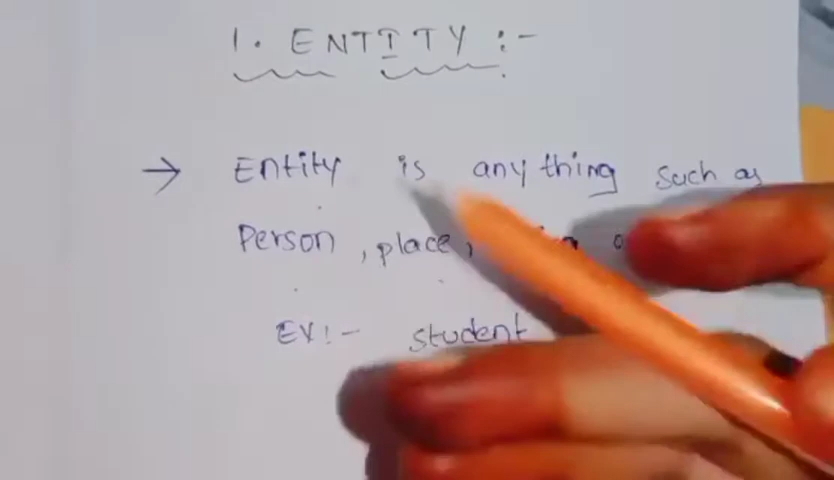 1. ENTITY :-
→ Entity is any thing such as
Person , place,
EX:- student